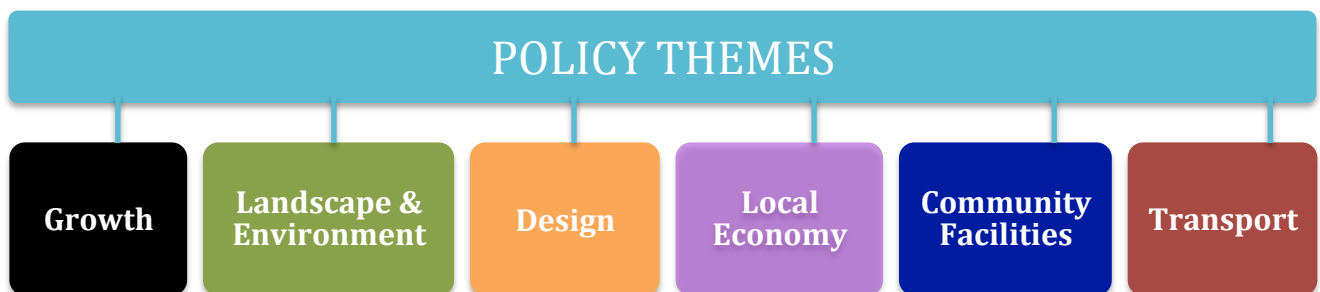 POLICY THEMES
Growth
Landscape &
Environment
Design
Local
Economy
Community
Facilities
Transport